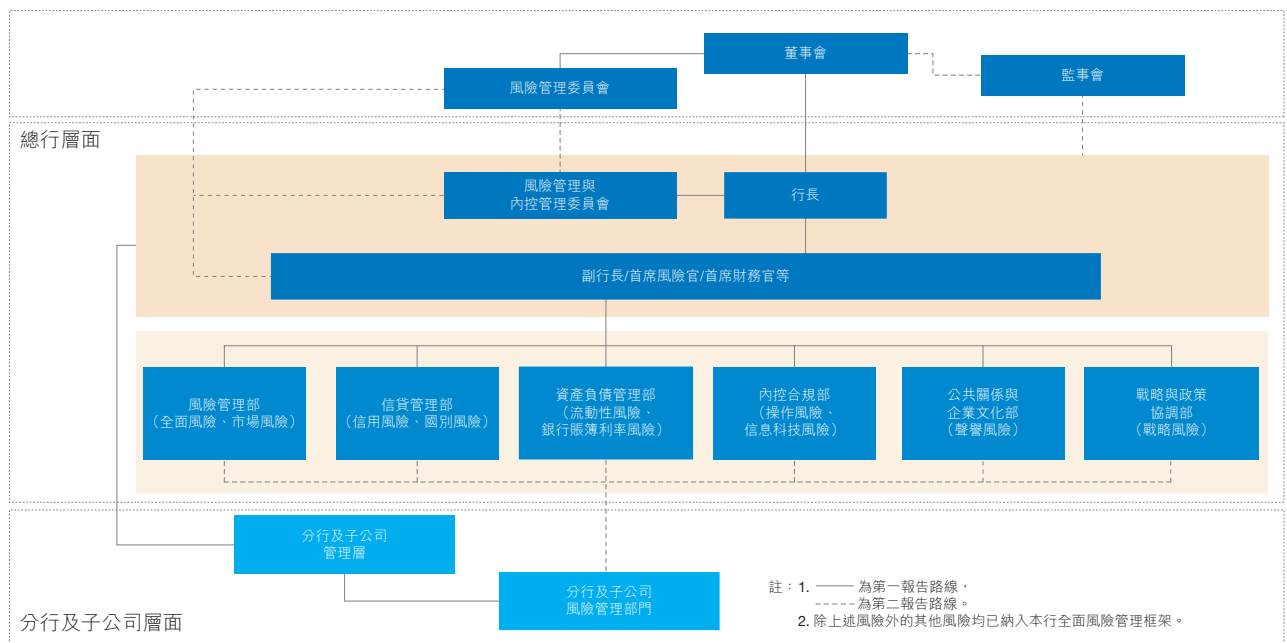 董事會
風險管理委員會
監事會
總行層面
風險管理與
內控管理委員會
行長
副行長/首席風險官/首席財務官等
風險管理部
（全面風險、市場風險）
信貸管理部
（信用風險、國別風險）
資產負債管理部
（流動性風險、
銀行賬簿利率風險）
內控合規部
（操作風險、
信息科技風險）
公共關係與
企業文化部
（聲譽風險）
戰略與政策
協調部
（戰略風險）
分行及子公司
管理層
分行及子公司
風險管理部門
分行及子公司層面
註：1. —— 為第一報告路線，
----- 為第二報告路線。
2. 除上述風險外的其他風險均已納入本行全面風險管理框架。